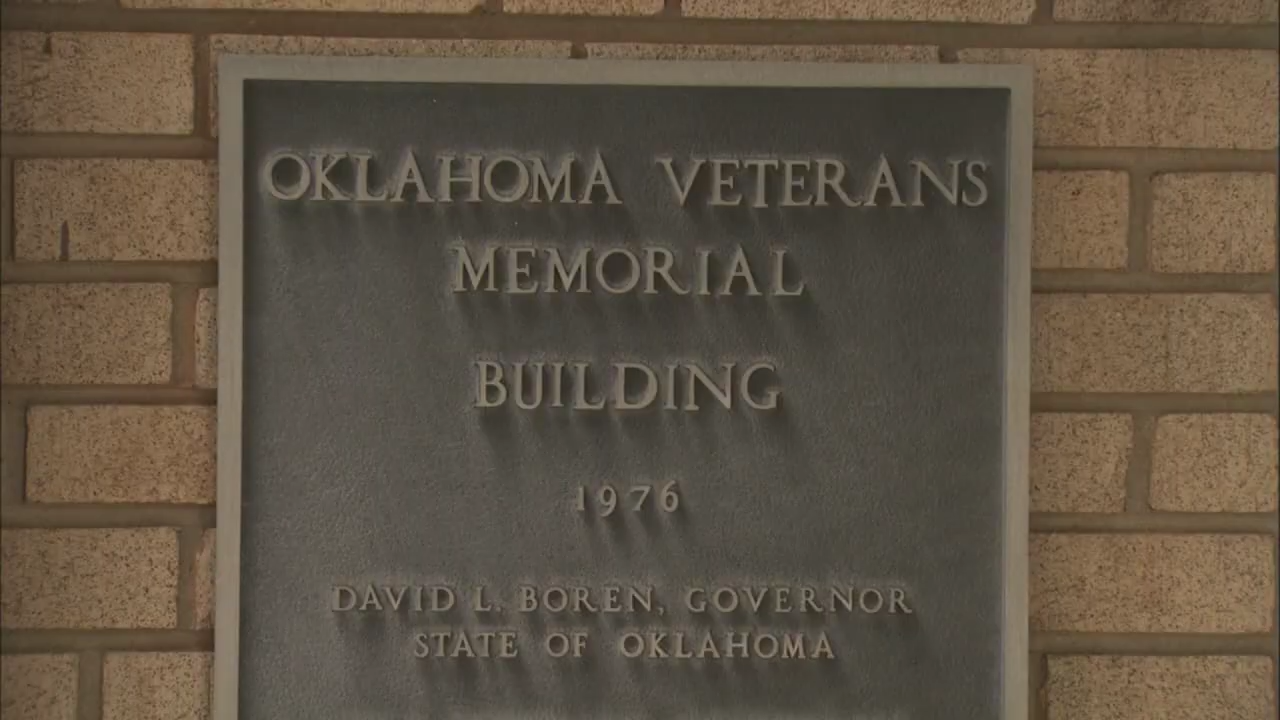 OKLAHOMA VETERANS
MEMORIAL
BUILDING
1976
DAVID L. BOREN, GOVERNOR
STATE OF OKLAHOMA